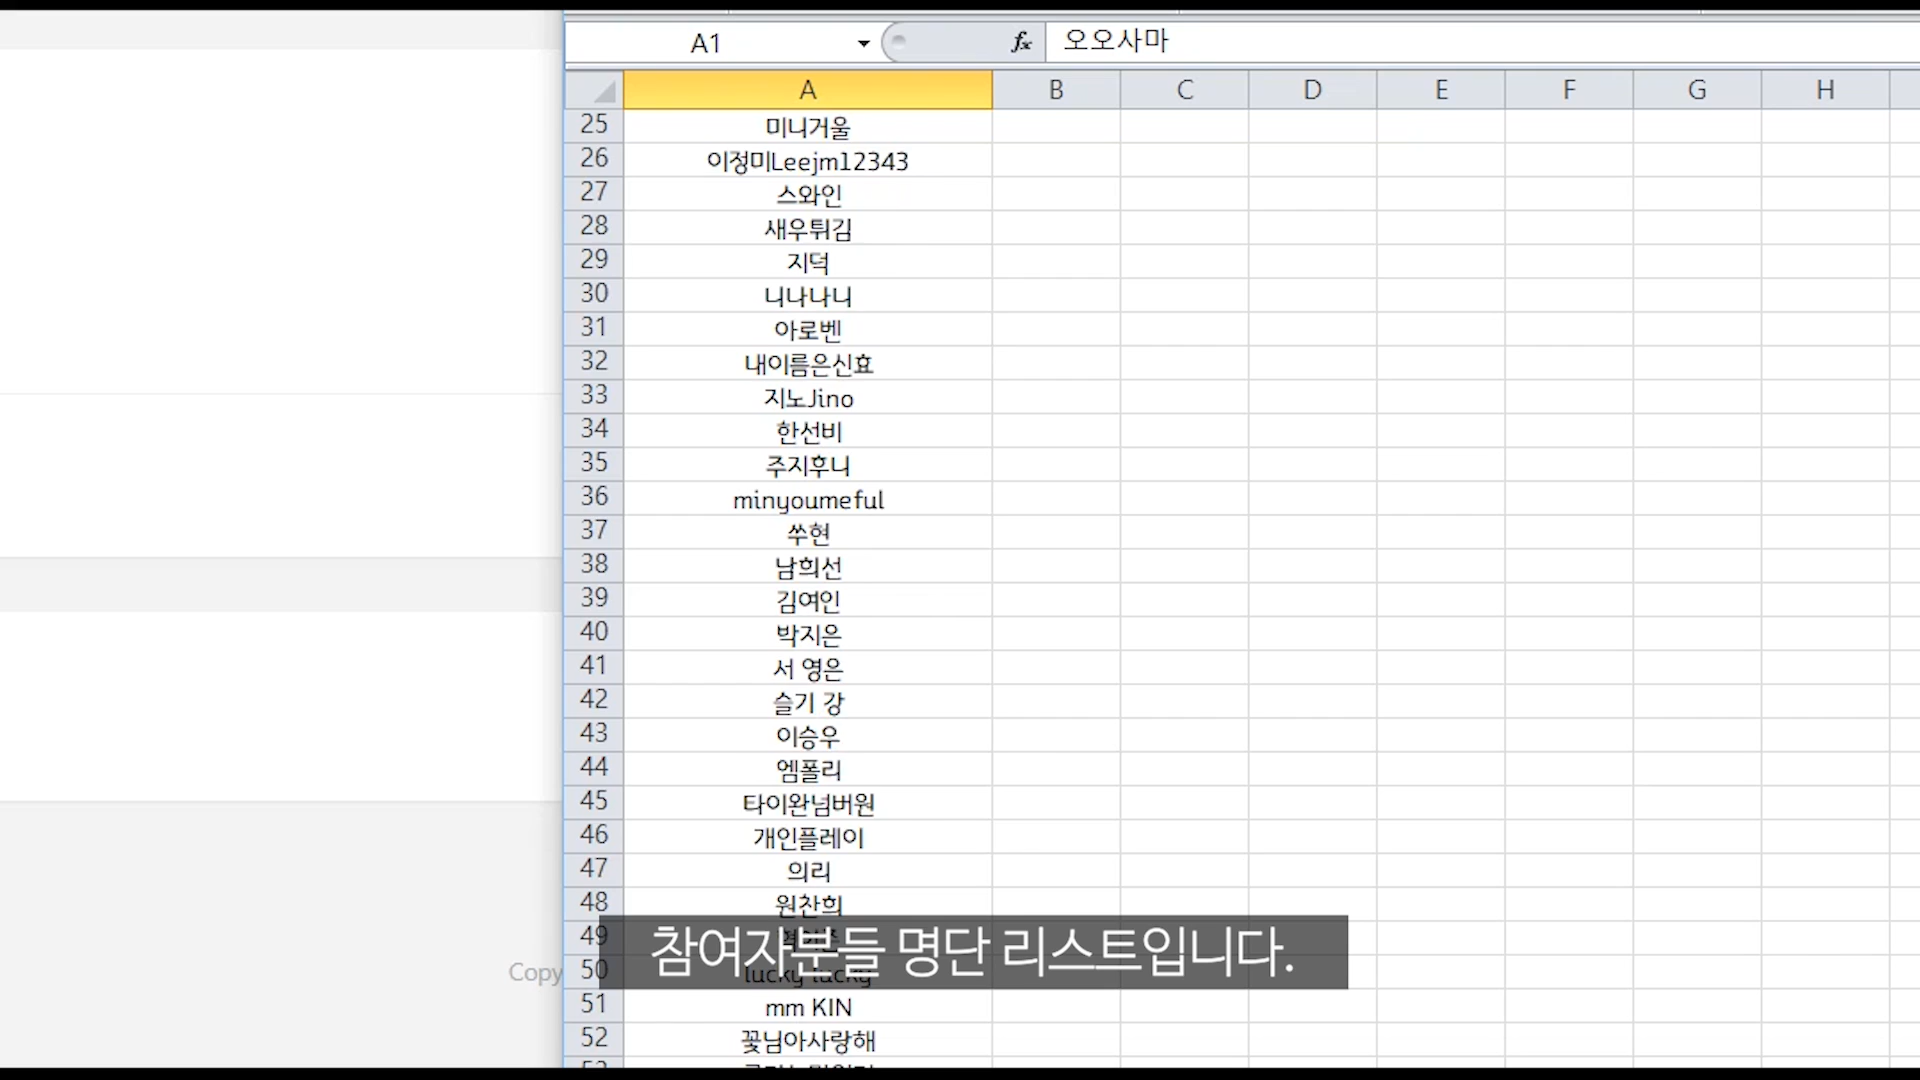 A1 fx 오오사마
A B C D E F G H
25 미니거울
26 이정미Leejm12343
27 스와인
28 새우튀김
29 지덕
30 니나나니
31 아로벤
32 내이름은신효
33 지노Jino
34 한선비
35 주지후니
36 minyoumeful
37 쑤현
38 남희선
39 김여인
40 박지은
41 서 영은
42 슬기 강
43 이승우
44 엠폴리
45 타이완넘버원
46 개인플레이
47 의리
48 원찬희
49
참여자분들 명단 리스트입니다.
Copy
50 lucky lucky
51 mm KIN
52 꽃님아사랑해